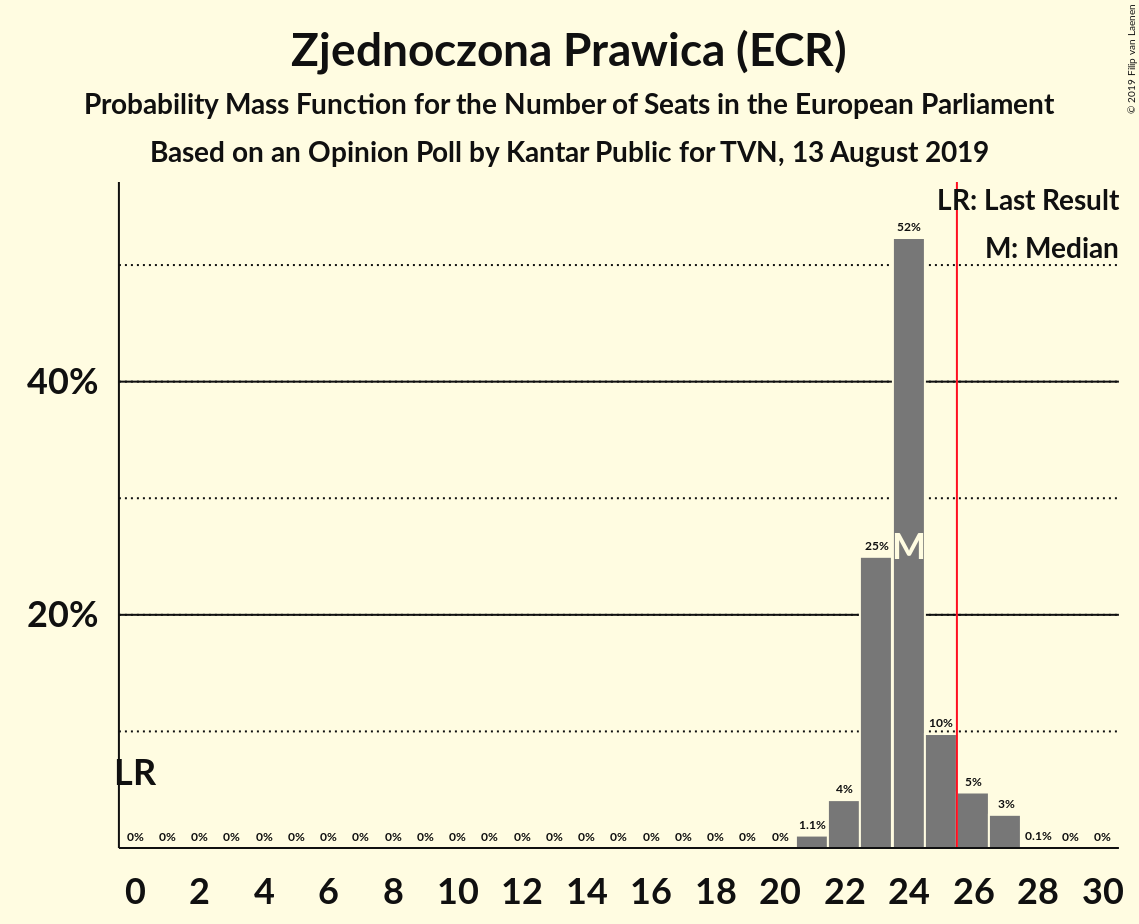 Zjednoczona Prawica (ECR)
Probability Mass Function for the Number of Seats in the European Parliament
Based on an Opinion Poll by Kantar Public for TVN, 13 August 2019
© 2019 Filip van Laenen
LR: Last Result
M: Median
52%
40%
25%
M
20%
10%
LR
5%
4%
3%
1.1%
0.1%
0% 0% 0% 0% 0% 0% 0% 0% 0% 0% 0% 0% 0% 0% 0% 0% 0% 0% 0% 0% 0% 0% 0%
0 2 4 6 8 10 12 14 16 18 20 22 24 26 28 30